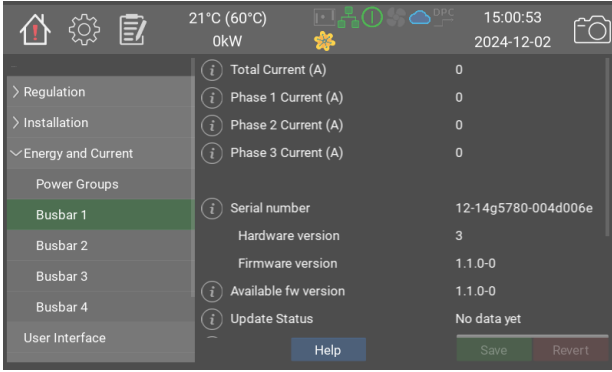 21°C (60°C)
0kW
DPC
15:00:53
2024-12-02
Regulation
Installation
Energy and Current
Power Groups
Busbar 1
Busbar 2
Busbar 3
Busbar 4
User Interface
Total Current (A) 0
Phase 1 Current (A) 0
Phase 2 Current (A) 0
Phase 3 Current (A) 0
Serial number 12-14g5780-004d006e
Hardware version 3
Firmware version 1.1.0-0
Available fw version 1.1.0-0
Update Status No data yet
Help
Save
Revert